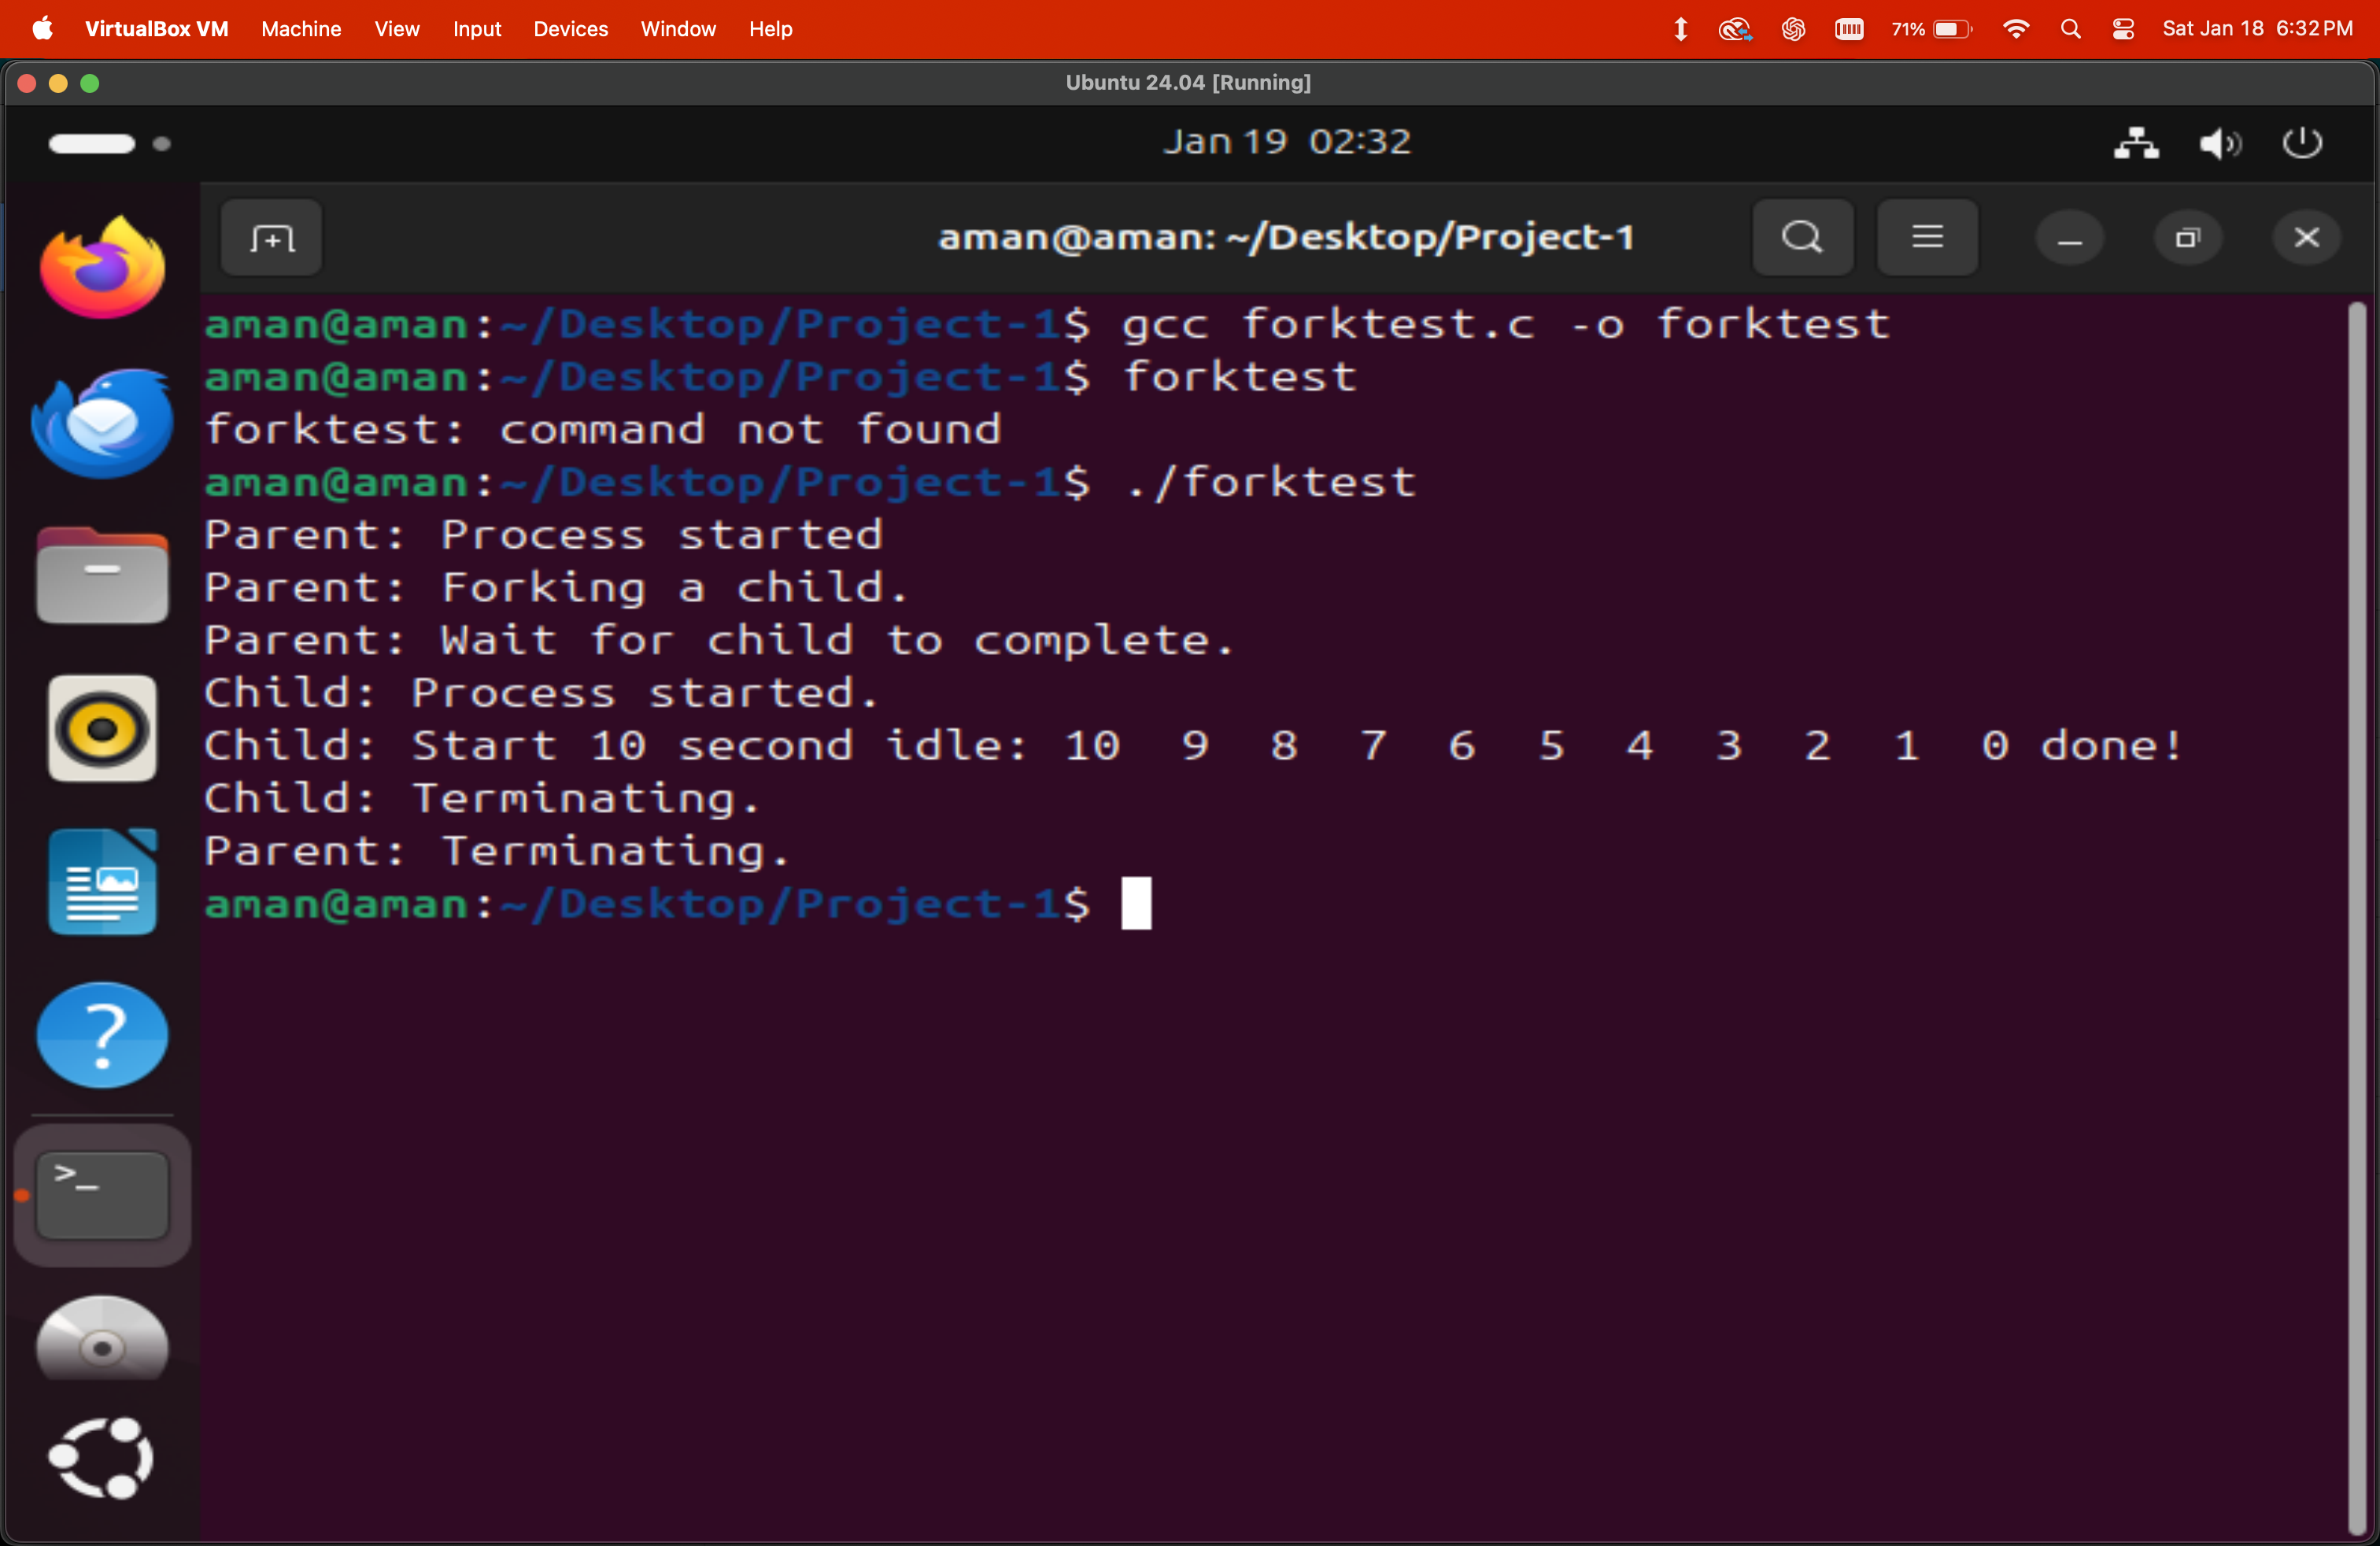 VirtualBox VM Machine View Input Devices Window Help 71% Sat Jan 18 6:32 PM
Ubuntu 24.04 [Running]
Jan 19 02:32
aman@aman: ~/Desktop/Project-1
aman@aman:~/Desktop/Project-1$ gcc forktest.c -o forktest
aman@aman:~/Desktop/Project-1$ forktest
forktest: command not found
aman@aman:~/Desktop/Project-1$ ./forktest
Parent: Process started
Parent: Forking a child.
Parent: Wait for child to complete.
Child: Process started.
Child: Start 10 second idle: 10 9 8 7 6 5 4 3 2 1 0 done!
Child: Terminating.
Parent: Terminating.
aman@aman:~/Desktop/Project-1$